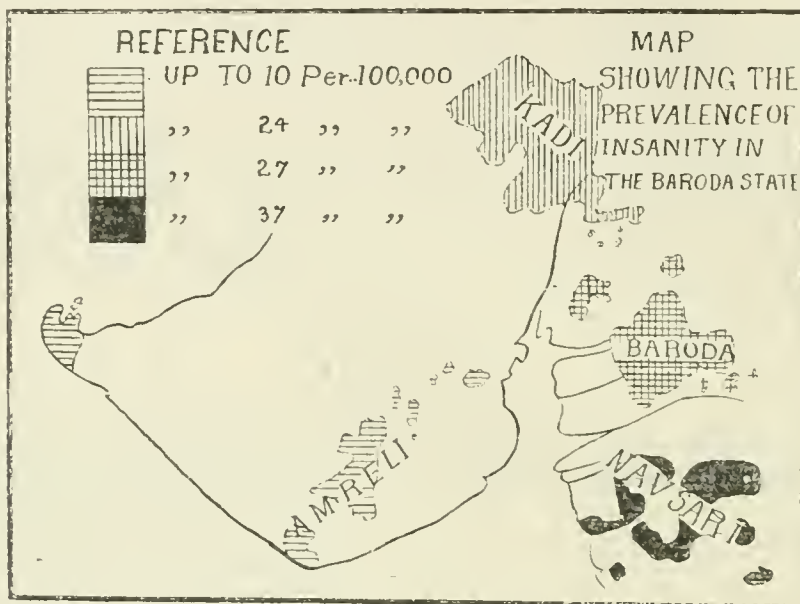 REFERENCE
UP TO 10 Per..100,000
,, 24 ,, ,,
,, 27 ,, ,,
,, 37 ,, ,,
MAP
SHOWING THE
PREVALENCE OF
INSANITY IN
THE BARODA STATE
KADI
BARODA
AMRELI.
NAVSARI